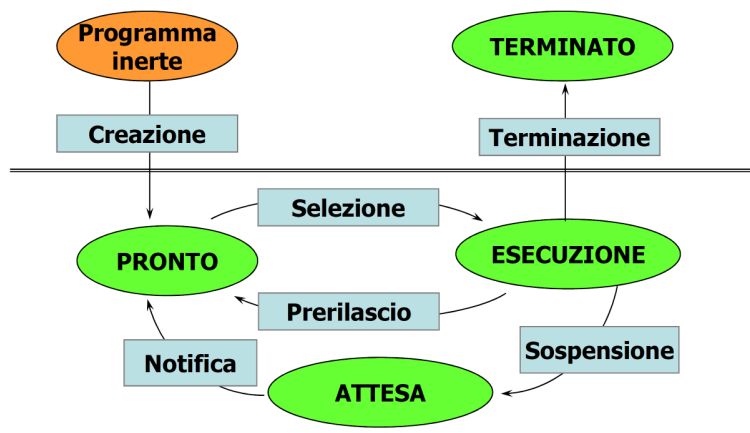 Programma
inerte
TERMINATO
Creazione
Terminazione
Selezione
PRONTO
ESECUZIONE
Prerilascio
Notifica
Sospensione
ATTESA